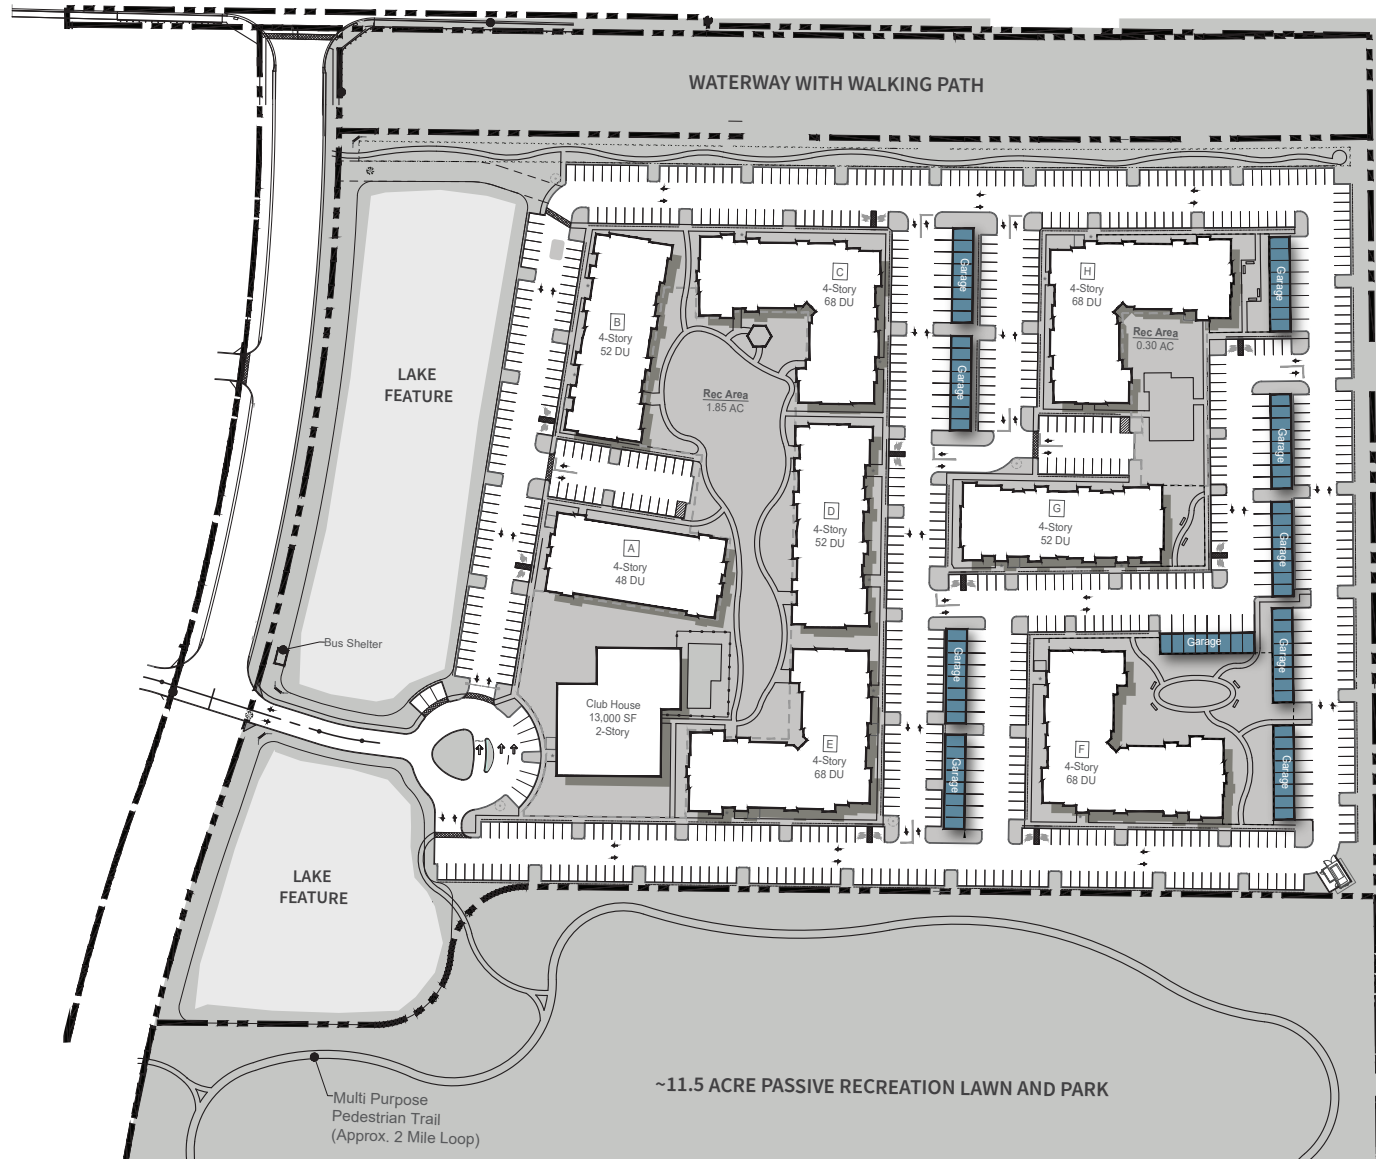 WATERWAY WITH WALKING PATH
LAKE
FEATURE
B
4-Story
52 DU
C
4-Story
68 DU
Garage
H
4-Story
68 DU
Garage
Rec Area
0.30 AC
Garage
Rec Area
1.85 AC
Garage
D
4-Story
52 DU
G
4-Story
52 DU
A
4-Story
48 DU
Garage
Bus Shelter
Garage
Garage
Garage
Club House
13,000 SF
2-Story
E
4-Story
68 DU
F
4-Story
68 DU
Garage
Garage
LAKE
FEATURE
~11.5 ACRE PASSIVE RECREATION LAWN AND PARK
Multi Purpose
Pedestrian Trail
(Approx. 2 Mile Loop)